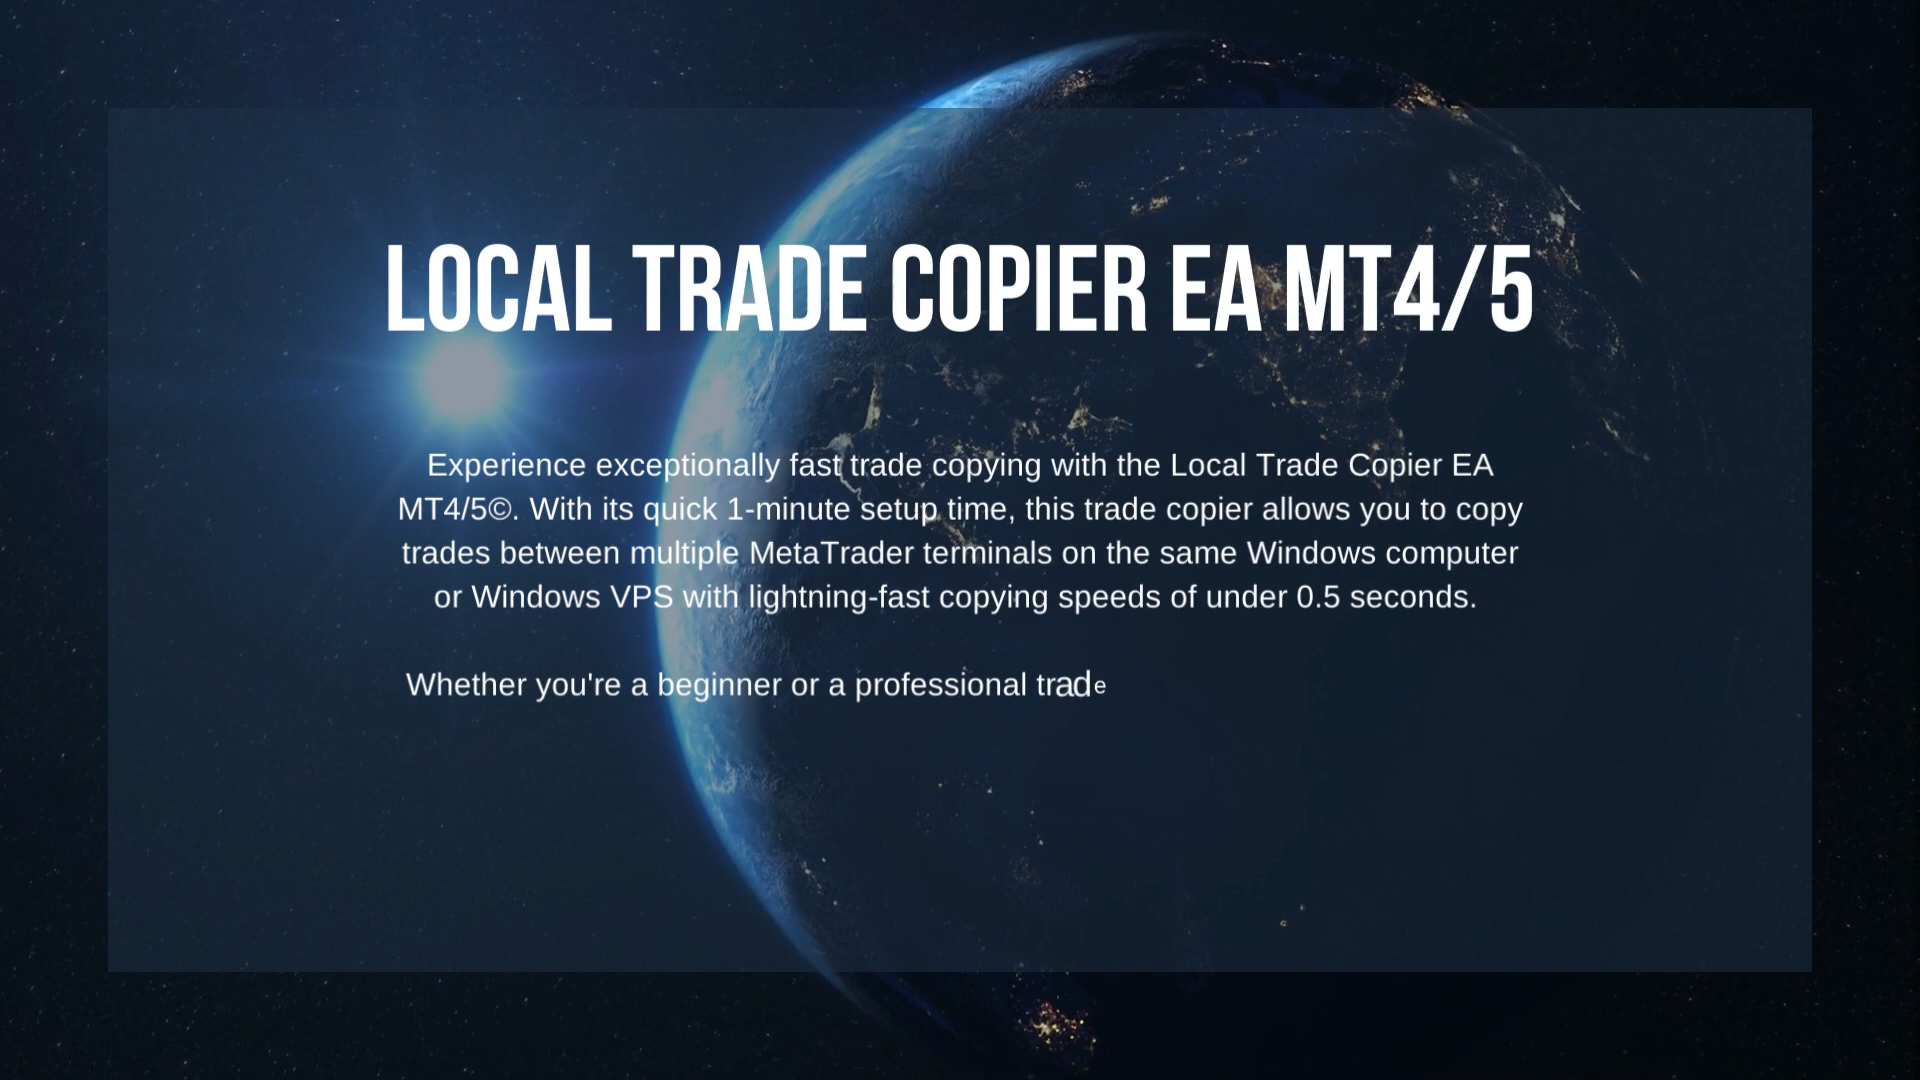 LOCAL TRADE COPIER EA MT4/5
Experience exceptionally fast trade copying with the Local Trade Copier EA
MT4/5©. With its quick 1-minute setup time, this trade copier allows you to copy
trades between multiple MetaTrader terminals on the same Windows computer
or Windows VPS with lightning-fast copying speeds of under 0.5 seconds.
Whether you're a beginner or a professional trade